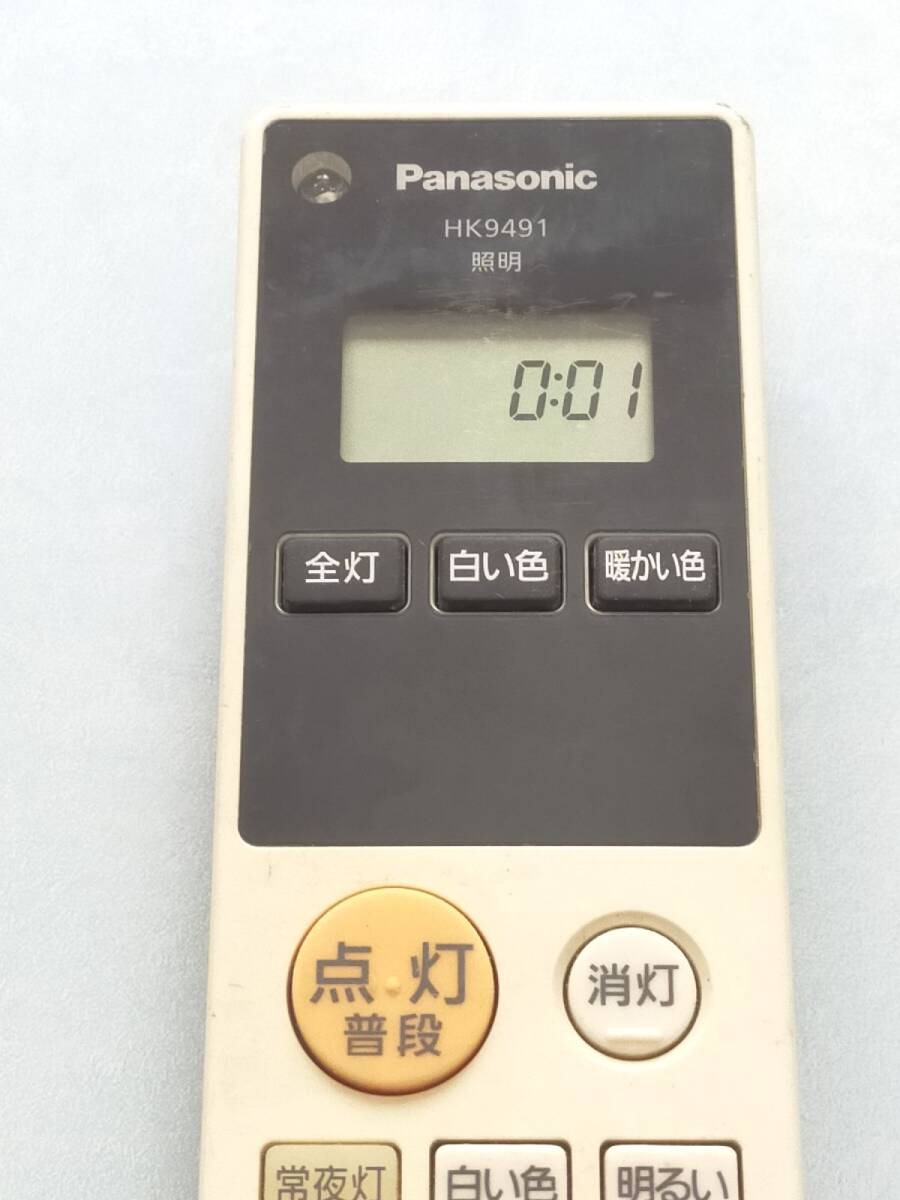 Panasonic
HK9491
照明
0:01
全灯
白い色
暖かい色
点灯
普段
消灯
常夜灯
白い色
明るい